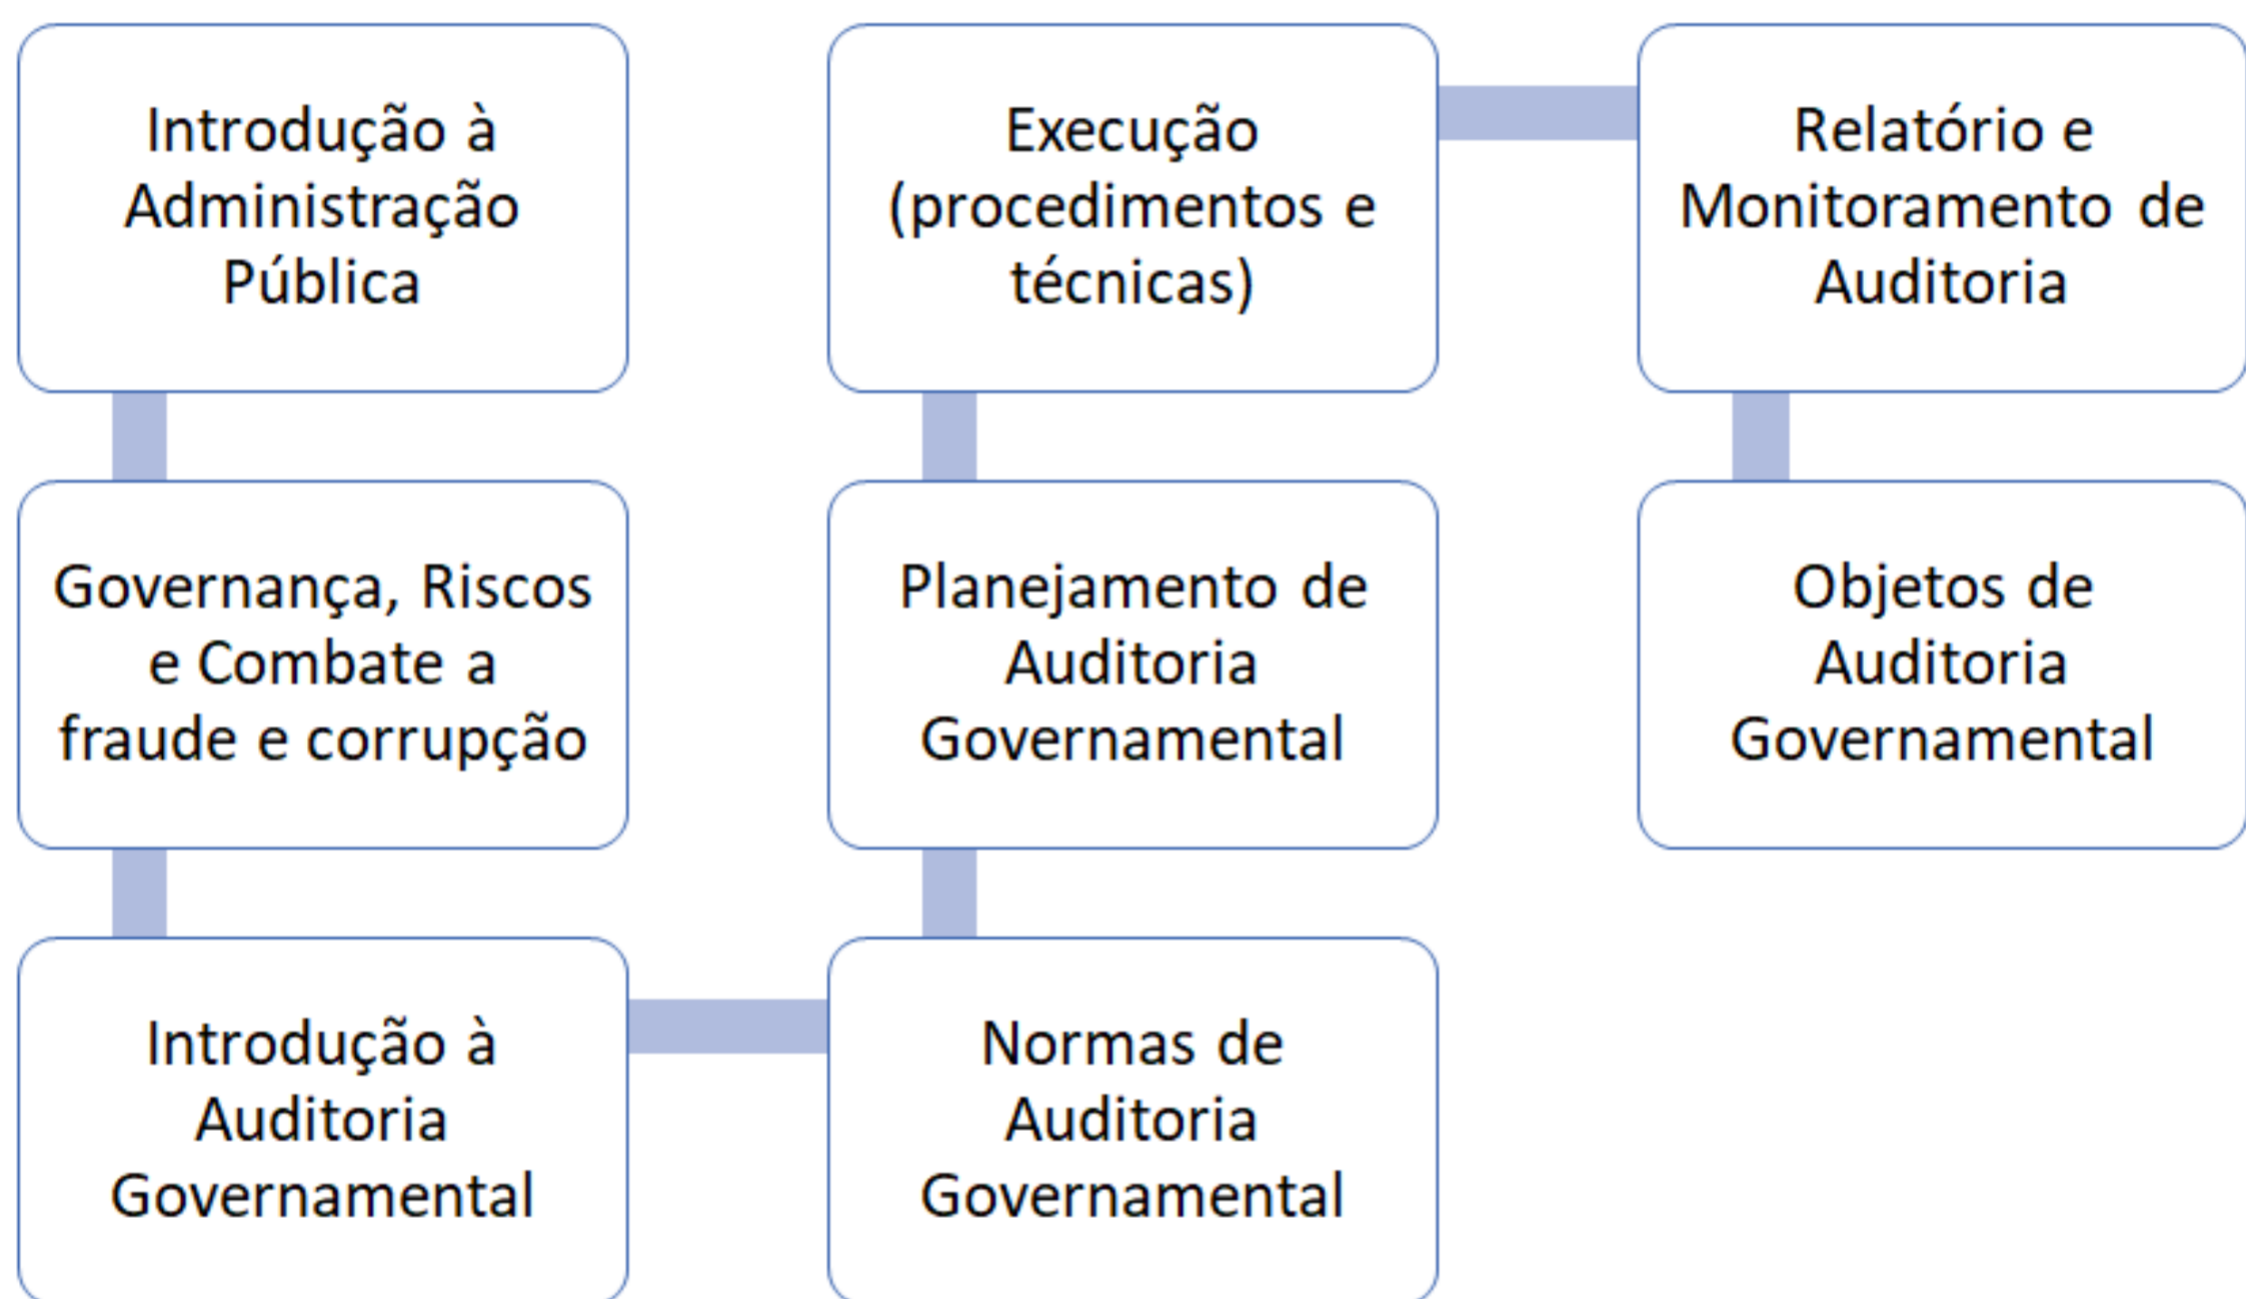 Introdução à
Administração
Pública
Governança, Riscos
e Combate a
fraude e corrupção
Introdução à
Auditoria
Governamental
Normas de
Auditoria
Governamental
Planejamento de
Auditoria
Governamental
Execução
(procedimentos e
técnicas)
Relatório e
Monitoramento de
Auditoria
Objetos de
Auditoria
Governamental